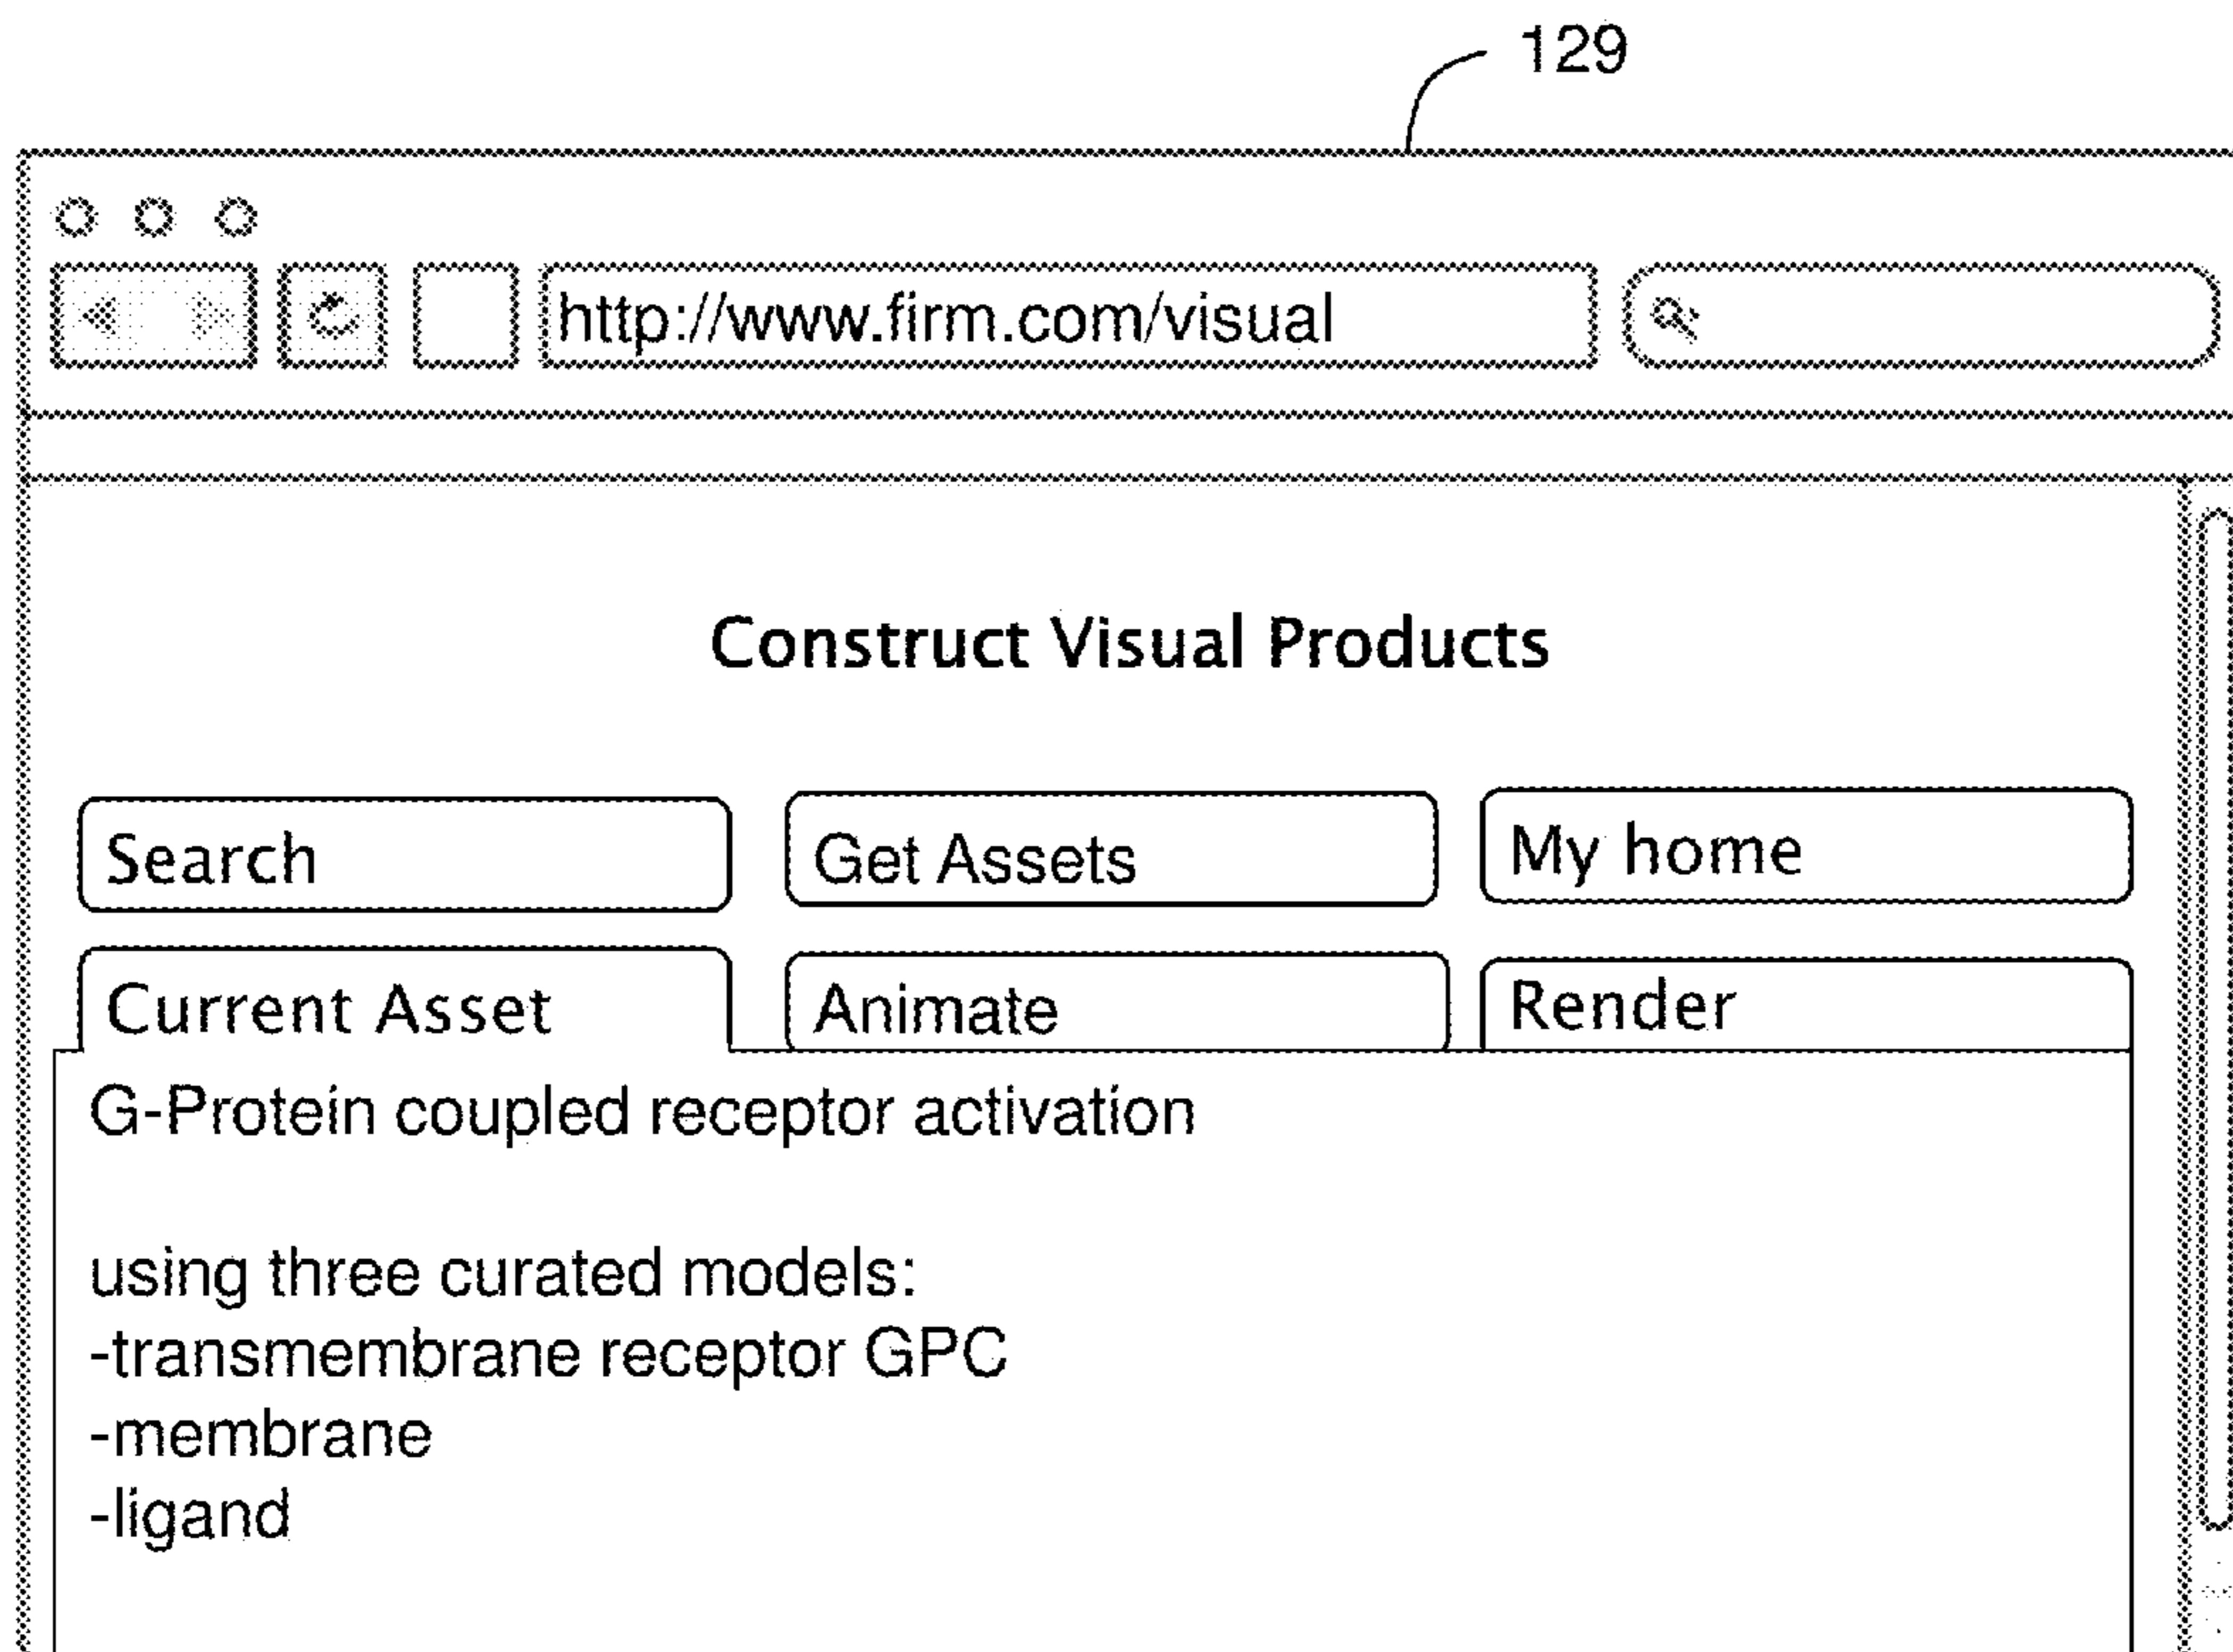 129
http://www.firm.com/visual
Construct Visual Products
Search
Get Assets
My home
Current Asset
Animate
Render
G-Protein coupled receptor activation
using three curated models:
-transmembrane receptor GPC
-membrane
-ligand